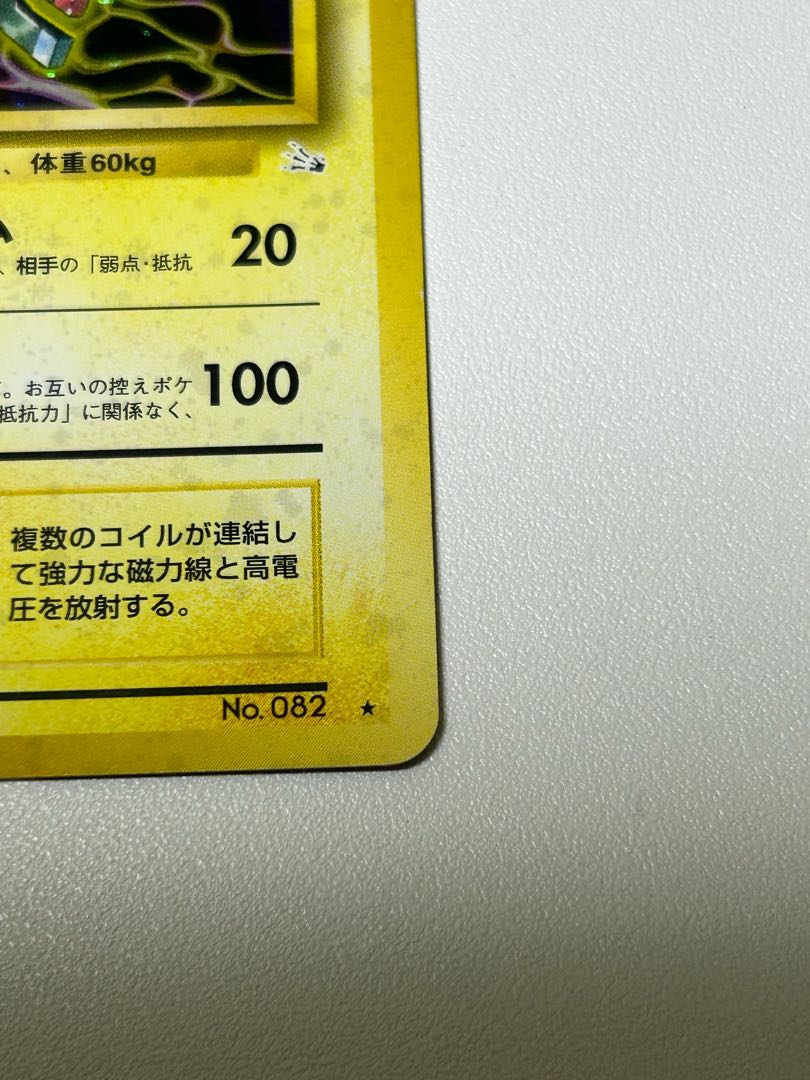 、体重60kg
、相手の「弱点・抵抗
20
。お互いの控えポケ
抵抗力」に関係なく、
100
複数のコイルが連結し
て強力な磁力線と高電
圧を放射する。
No. 082 ★